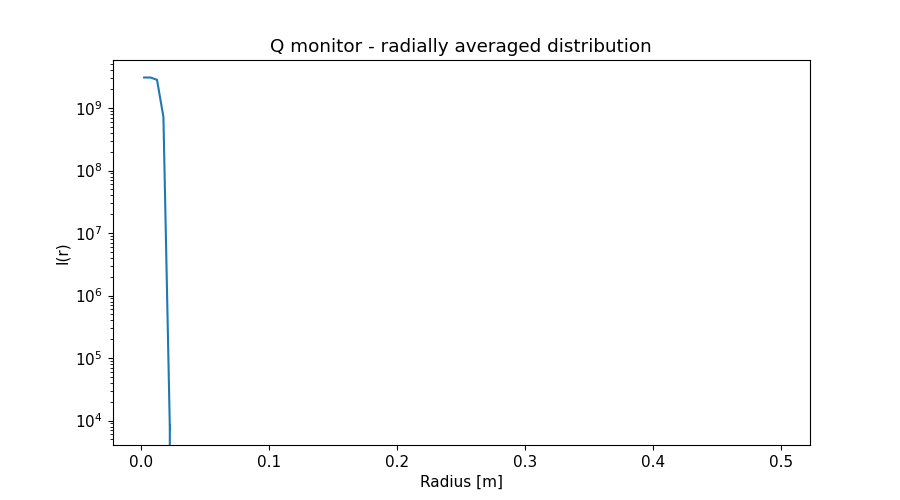 Q monitor - radially averaged distribution
10⁹
10⁸
10⁷
10⁶
10⁵
10⁴
I(r)
0.0 0.1 0.2 0.3 0.4 0.5
Radius [m]